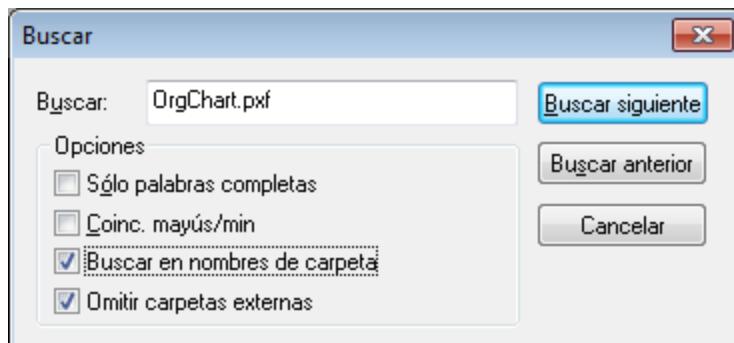 Buscar
Buscar: OrgChart.pxf
Buscar siguiente
Opciones
Buscar anterior
Sólo palabras completas
Coinc. mayús/min
Cancelar
Buscar en nombres de carpeta
Omitir carpetas externas